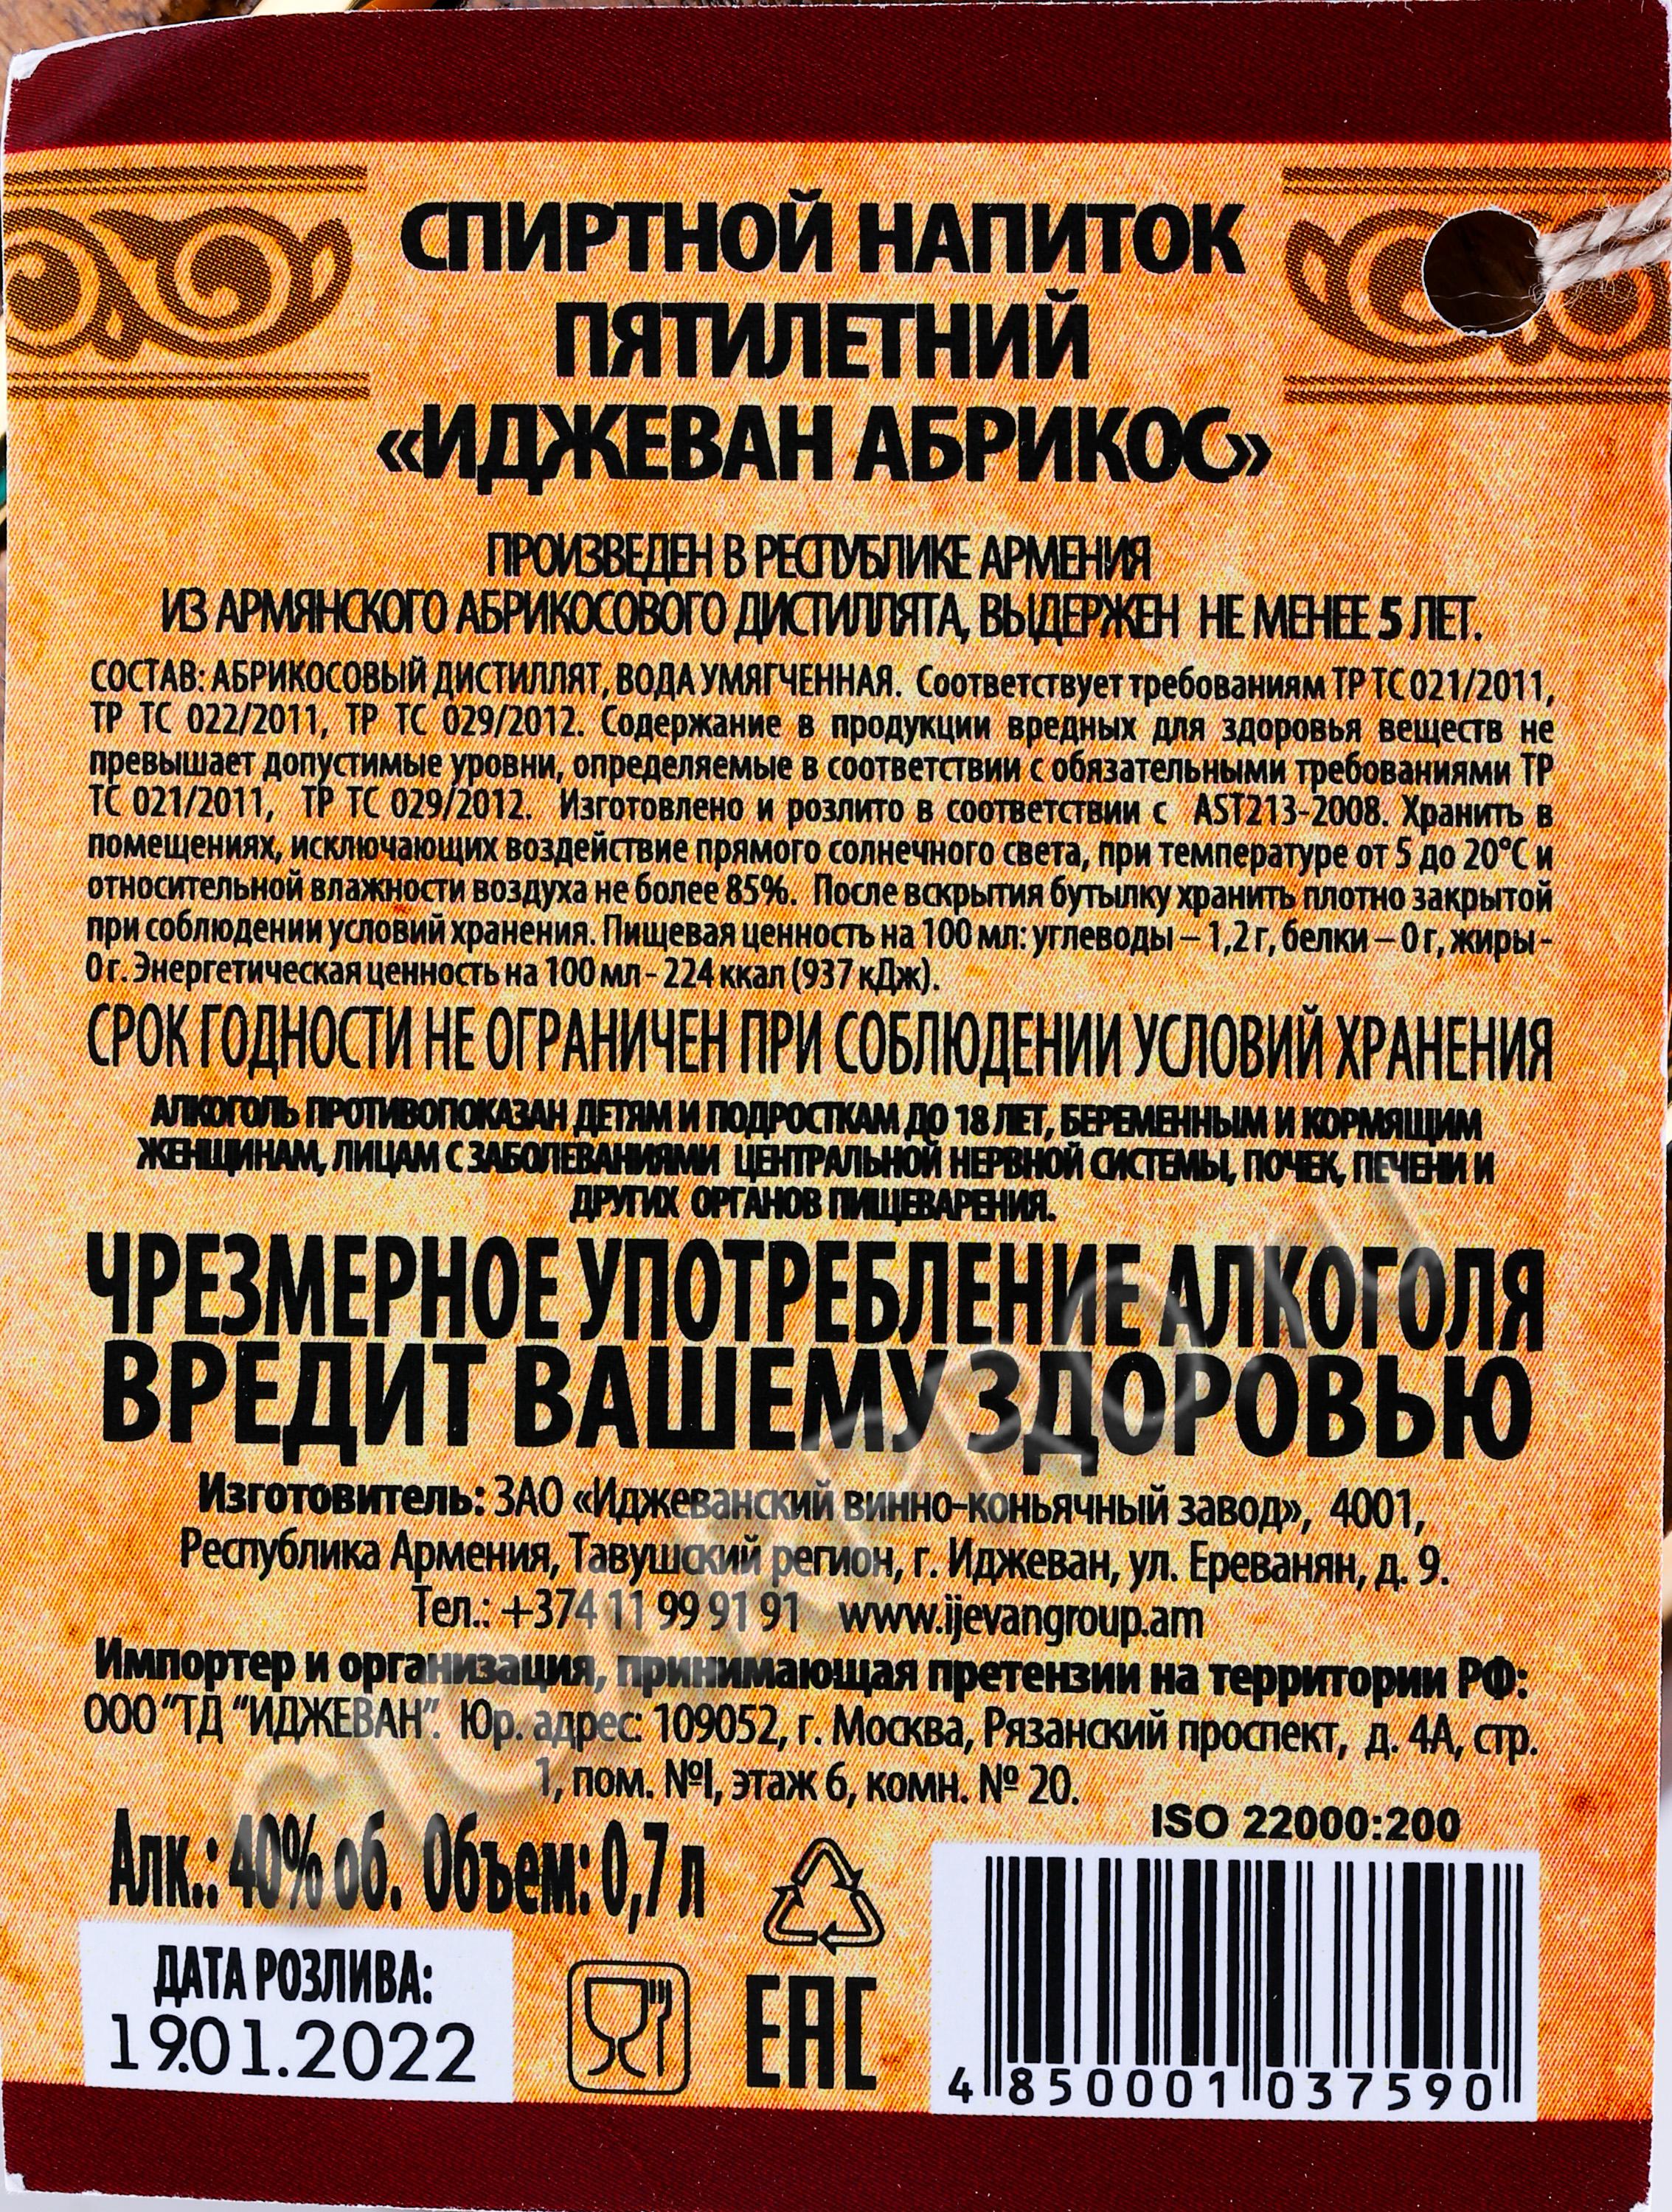 СПИРТНОЙ НАПИТОК
ПЯТИЛЕТНИЙ
«ИДЖЕВАН АБРИКОС»
ПРОИЗВЕДЕН В РЕСПУБЛИКЕ АРМЕНИЯ
ИЗ АРМЯНСКОГО АБРИКОСОВОГО ДИСТИЛЛЯТА, ВЫДЕРЖЕН НЕ МЕНЕЕ 5 ЛЕТ.
СОСТАВ: АБРИКОСОВЫЙ ДИСТИЛЛЯТ, ВОДА УМЯГЧЕННАЯ. Соответствует требованиям ТР ТС 021/2011,
ТР ТС 022/2011, ТР ТС 029/2012. Содержание в продукции вредных для здоровья веществ не
превышает допустимые уровни, определяемые в соответствии с обязательными требованиями ТР
ТС 021/2011, ТР ТС 029/2012. Изготовлено и розлито в соответствии с AST213-2008. Хранить в
помещениях, исключающих воздействие прямого солнечного света, при температуре от 5 до 20°C и
относительной влажности воздуха не более 85%. После вскрытия бутылку хранить плотно закрытой
при соблюдении условий хранения. Пищевая ценность на 100 мл: углеводы – 1,2 г, белки – 0 г, жиры -
0 г. Энергетическая ценность на 100 мл - 224 ккал (937 кДж).
СРОК ГОДНОСТИ НЕ ОГРАНИЧЕН ПРИ СОБЛЮДЕНИИ УСЛОВИЙ ХРАНЕНИЯ
АЛКОГОЛЬ ПРОТИВОПОКАЗАН ДЕТЯМ И ПОДРОСТКАМ ДО 18 ЛЕТ, БЕРЕМЕННЫМ И КОРМЯЩИМ
ЖЕНЩИНАМ, ЛИЦАМ С ЗАБОЛЕВАНИЯМИ ЦЕНТРАЛЬНОЙ НЕРВНОЙ СИСТЕМЫ, ПОЧЕК, ПЕЧЕНИ И
ДРУГИХ ОРГАНОВ ПИЩЕВАРЕНИЯ.
ЧРЕЗМЕРНОЕ УПОТРЕБЛЕНИЕ АЛКОГОЛЯ
ВРЕДИТ ВАШЕМУ ЗДОРОВЬЮ
Изготовитель: ЗАО «Иджеванский винно-коньячный завод», 4001,
Республика Армения, Тавушский регион, г. Иджеван, ул. Ереванян, д. 9.
Тел.: +374 11 99 91 91 www.ijevangroup.am
Импортер и организация, принимающая претензии на территории РФ:
ООО "ТД "ИДЖЕВАН". Юр. адрес: 109052, г. Москва, Рязанский проспект, д. 4А, стр.
1, пом. №I, этаж 6, комн. № 20.
ISO 22000:200
Алк.: 40% об. Объем: 0,7 л
ДАТА РОЗЛИВА:
19.01.2022
EAC
4 850001 037590